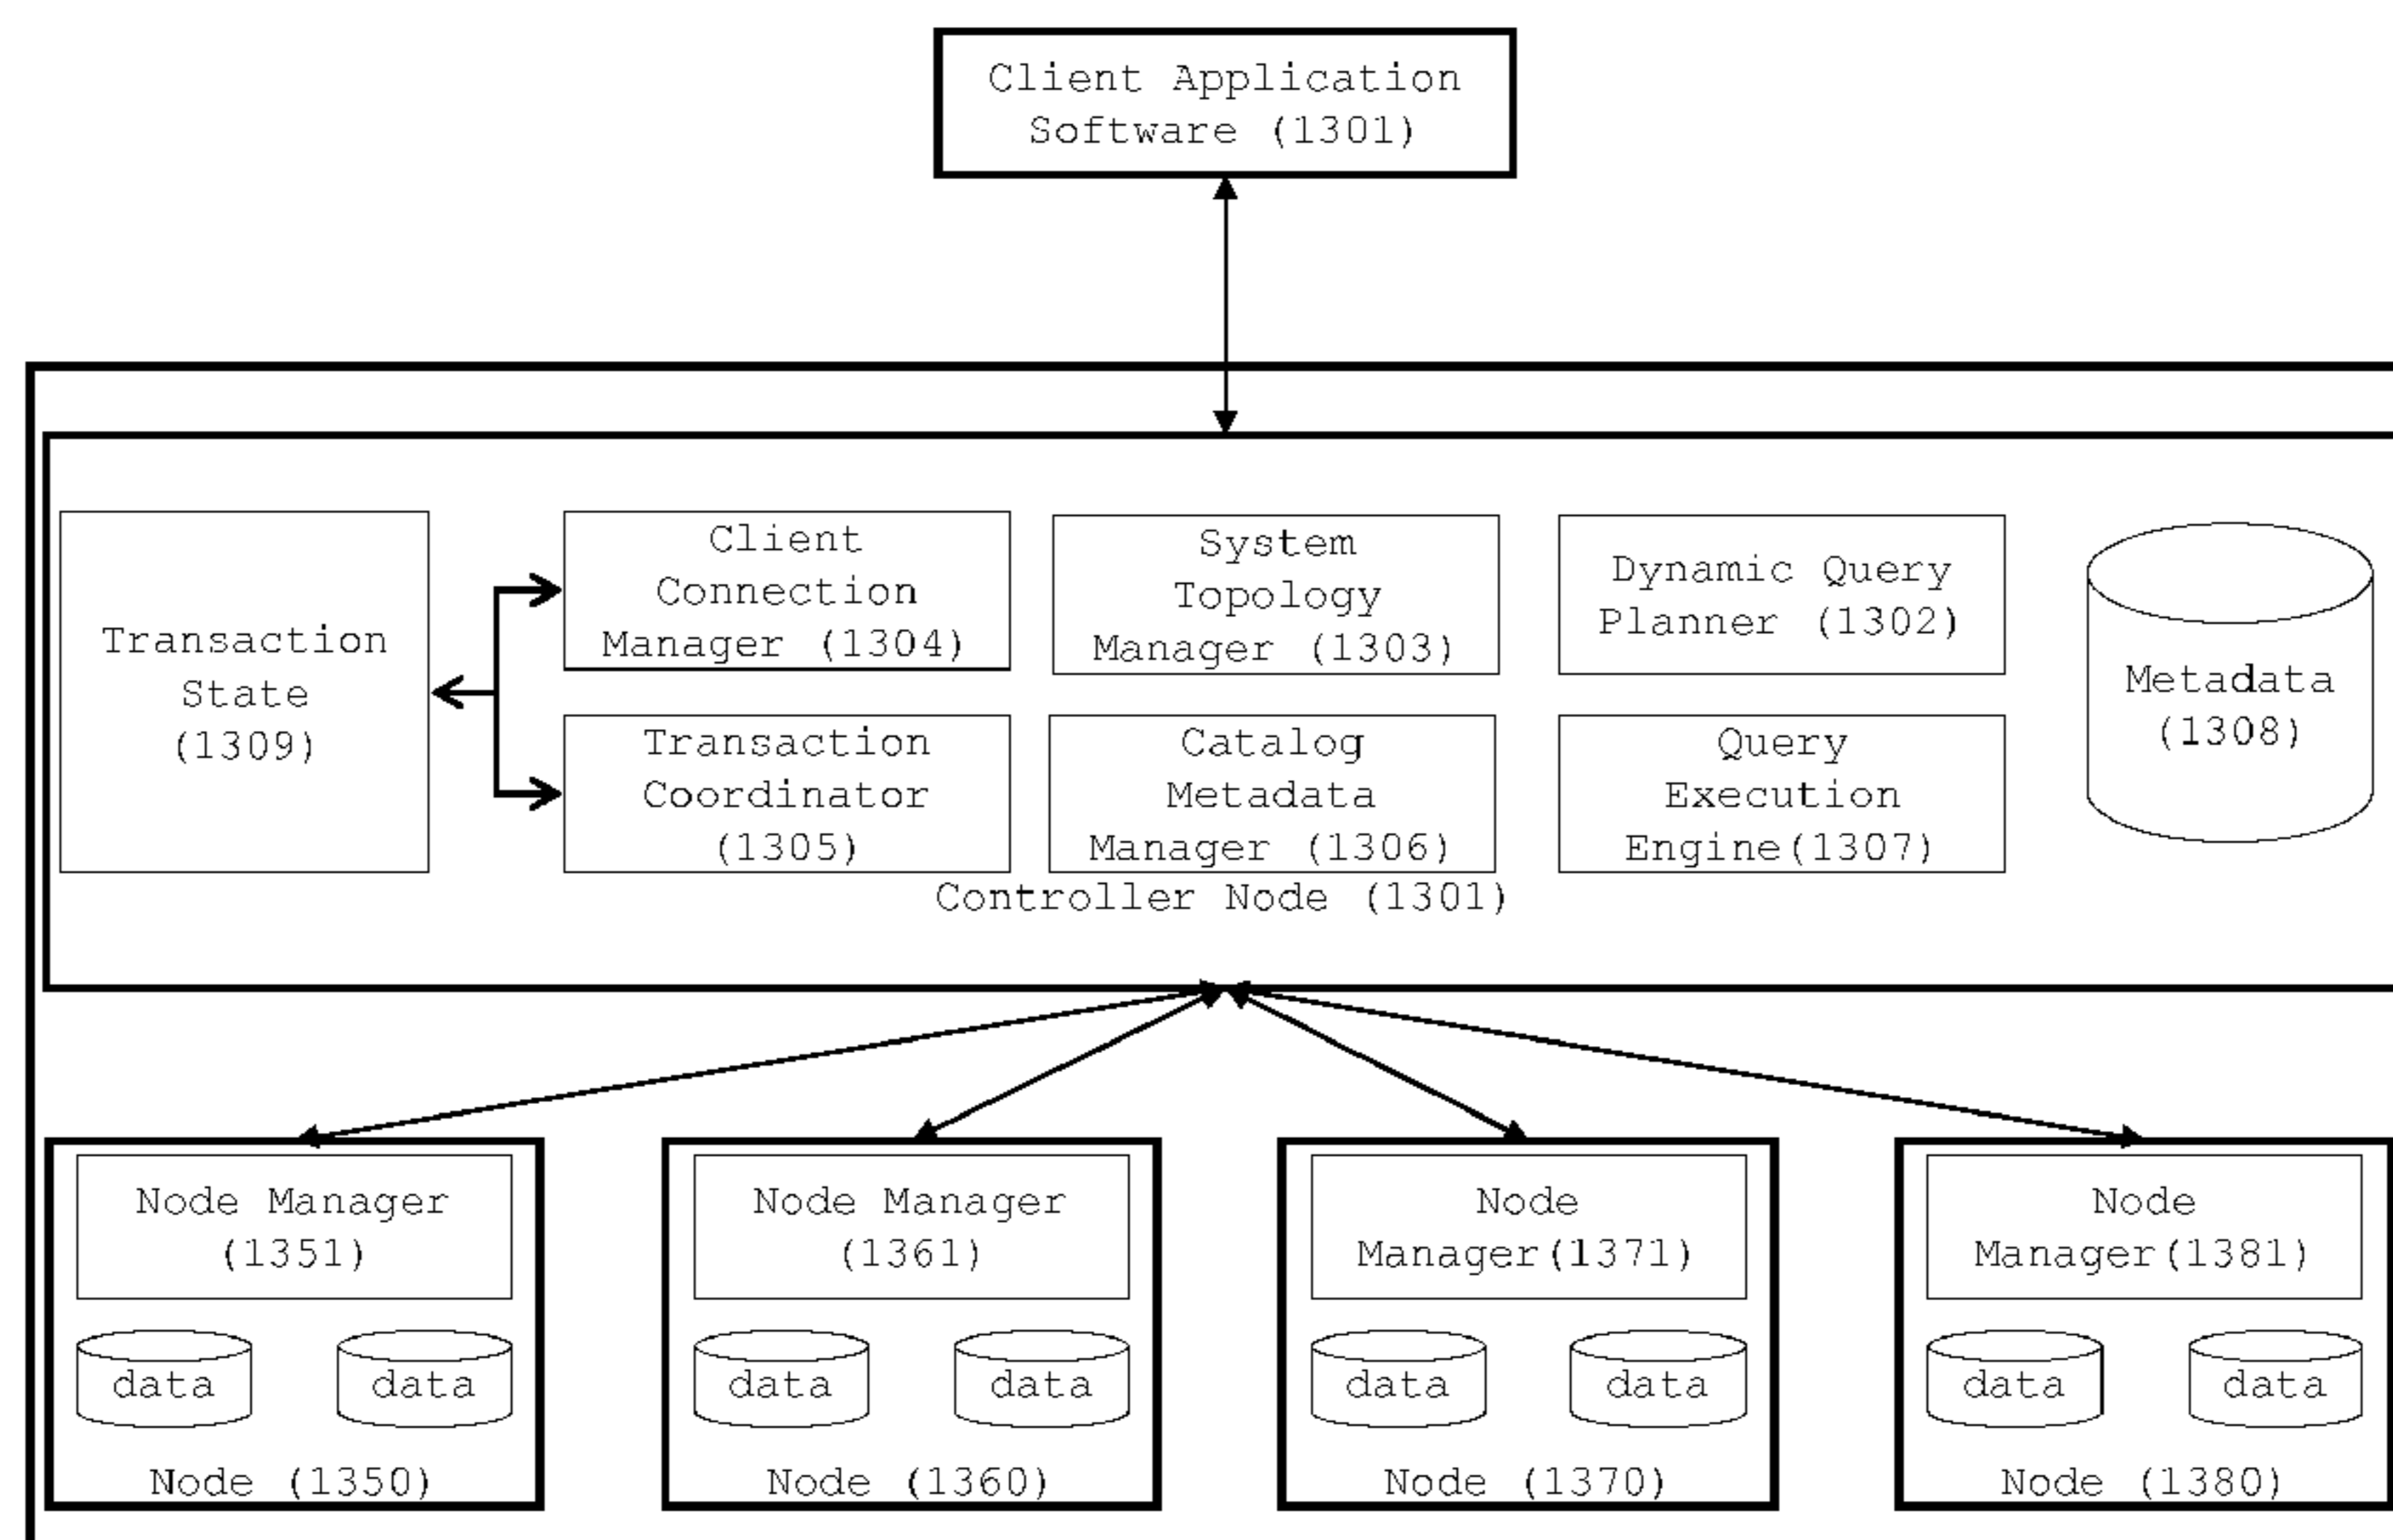 Client Application
Software (1301)
Transaction
State
(1309)
Client
Connection
Manager (1304)
System
Topology
Manager (1303)
Dynamic Query
Planner (1302)
Metadata
(1308)
Transaction
Coordinator
(1305)
Catalog
Metadata
Manager (1306)
Query
Execution
Engine(1307)
Controller Node (1301)
Node Manager
(1351)
data
data
Node (1350)
Node Manager
(1361)
data
data
Node (1360)
Node
Manager(1371)
data
data
Node (1370)
Node
Manager(1381)
data
data
Node (1380)